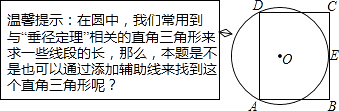 温馨提示:在圆中,我们常用到
与“垂径定理”相关的直角三角形来
求一些线段的长,那么,本题是不
是也可以通过添加辅助线来找到这
个直角三角形呢?
D
C
O
E
A
B